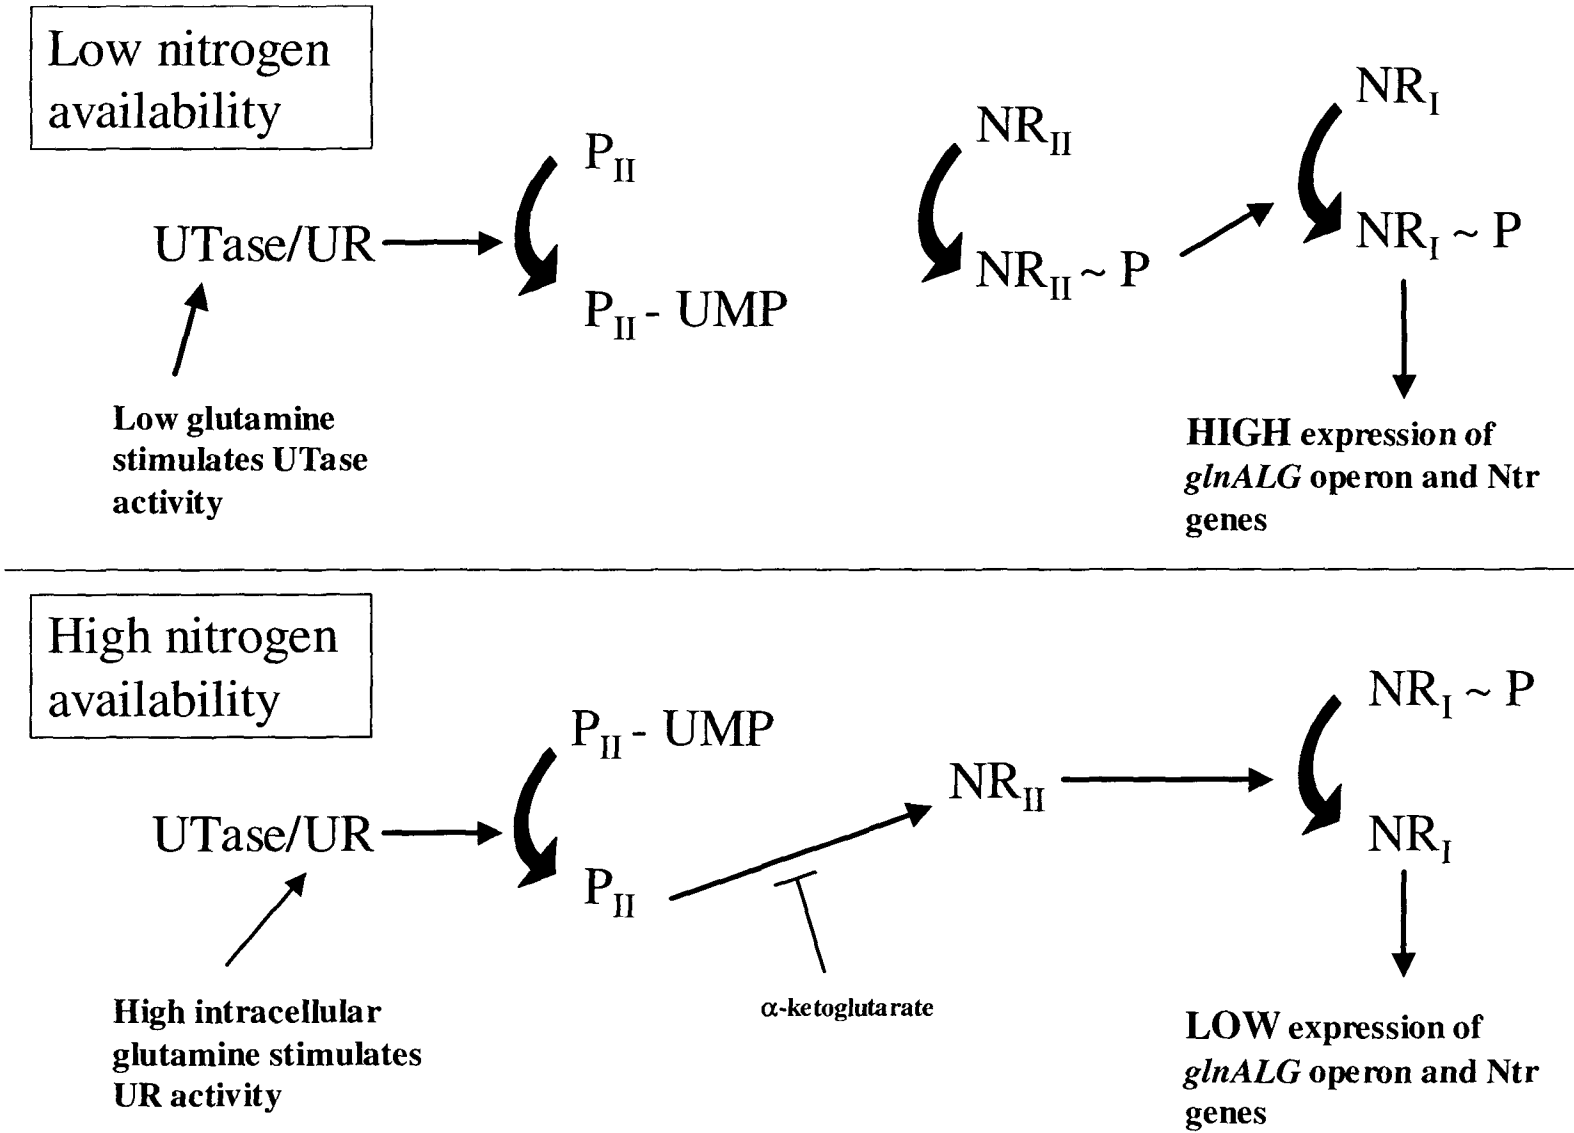 Low nitrogen
availability
UTase/UR
P_II
P_II - UMP
NR_II
NR_II ~ P
NR_I
NR_I ~ P
Low glutamine
stimulates UTase
activity
HIGH expression of
glnALG operon and Ntr
genes
High nitrogen
availability
UTase/UR
P_II - UMP
P_II
NR_II
NR_I ~ P
NR_I
α-ketoglutarate
High intracellular
glutamine stimulates
UR activity
LOW expression of
glnALG operon and Ntr
genes